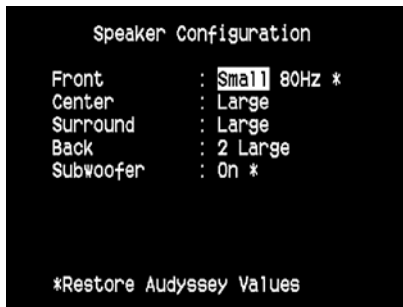 Speaker Configuration
Front : Small 80Hz *
Center : Large
Surround : Large
Back : 2 Large
Subwoofer : On *
*Restore Audyssey Values